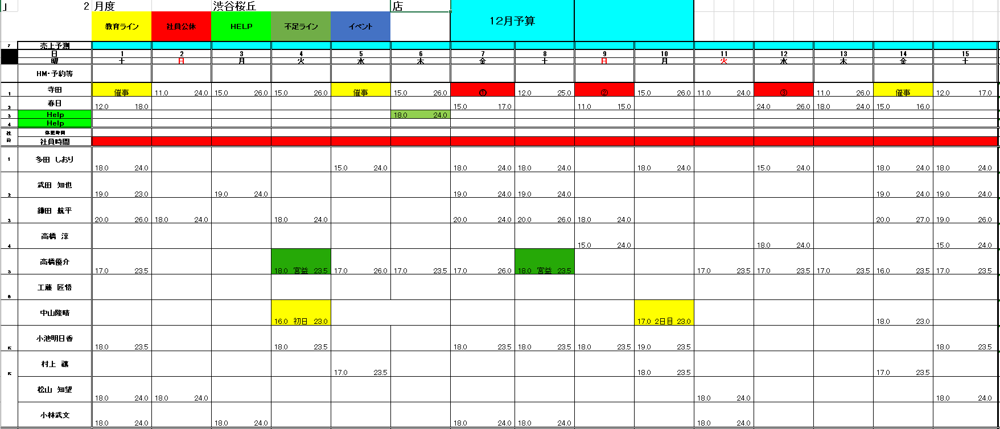 」 2 月度 渋谷桜丘 店
教育ライン 社員公休 HELP 不足ライン イベント 12月予算
7 売上予測
日 1 2 3 4 5 6 7 8 9 10 11 12 13 14 15
曜 土 日 月 火 水 木 金 土 日 月 火 水 木 金 土
HM・予約等
1 寺田 催事 11.0 24.0 15.0 26.0 15.0 26.0 催事 15.0 26.0 ① 12.0 25.0 ② 15.0 26.0 11.0 24.0 ③ 11.0 26.0 催事 12.0 17.0
2 春日 12.0 18.0 15.0 17.0 11.0 15.0 24.0 26.0 18.0 24.0 15.0 16.0
3 Help 18.0 24.0
4 Help
社
員 社員時間
1 多田 しおり 18.0 24.0 15.0 24.0 18.0 24.0 18.0 24.0 18.0 24.0 15.0 24.0 18.0 24.0 18.0 24.0
2 武田 知也 19.0 23.0 19.0 24.0 19.0 24.0 19.0 24.0 19.0 24.0 19.0 24.0
3 鎌田 航平 20.0 26.0 18.0 24.0 18.0 24.0 20.0 24.0 20.0 26.0 18.0 24.0 20.0 27.0 19.0 26.0
4 高橋 涼 15.0 24.0 18.0 24.0 15.0 24.0
高橋優介 17.0 23.5 18.0 宮益 23.5 17.0 26.0 17.0 23.5 17.0 26.0 18.0 宮益 23.5 17.0 23.5 17.0 23.5 17.0 23.5 16.0 23.5 17.0 23.5
6 工藤 匠悟
中山隆晴 16.0 初日 23.0 17.0 2日目 23.0 18.0 23.0
小池明日香 18.0 23.5 18.0 23.5 18.0 23.5 18.0 23.5 18.0 23.5 19.0 23.5 18.0 23.5
村上 譲 17.0 23.5 18.0 23.5 17.0 23.5
松山 知望 18.0 24.0 18.0 24.0 18.0 24.0 18.0 24.0
小林武文 18.0 24.0 18.0 24.0 18.0 24.0 18.0 24.0 18.0 24.0